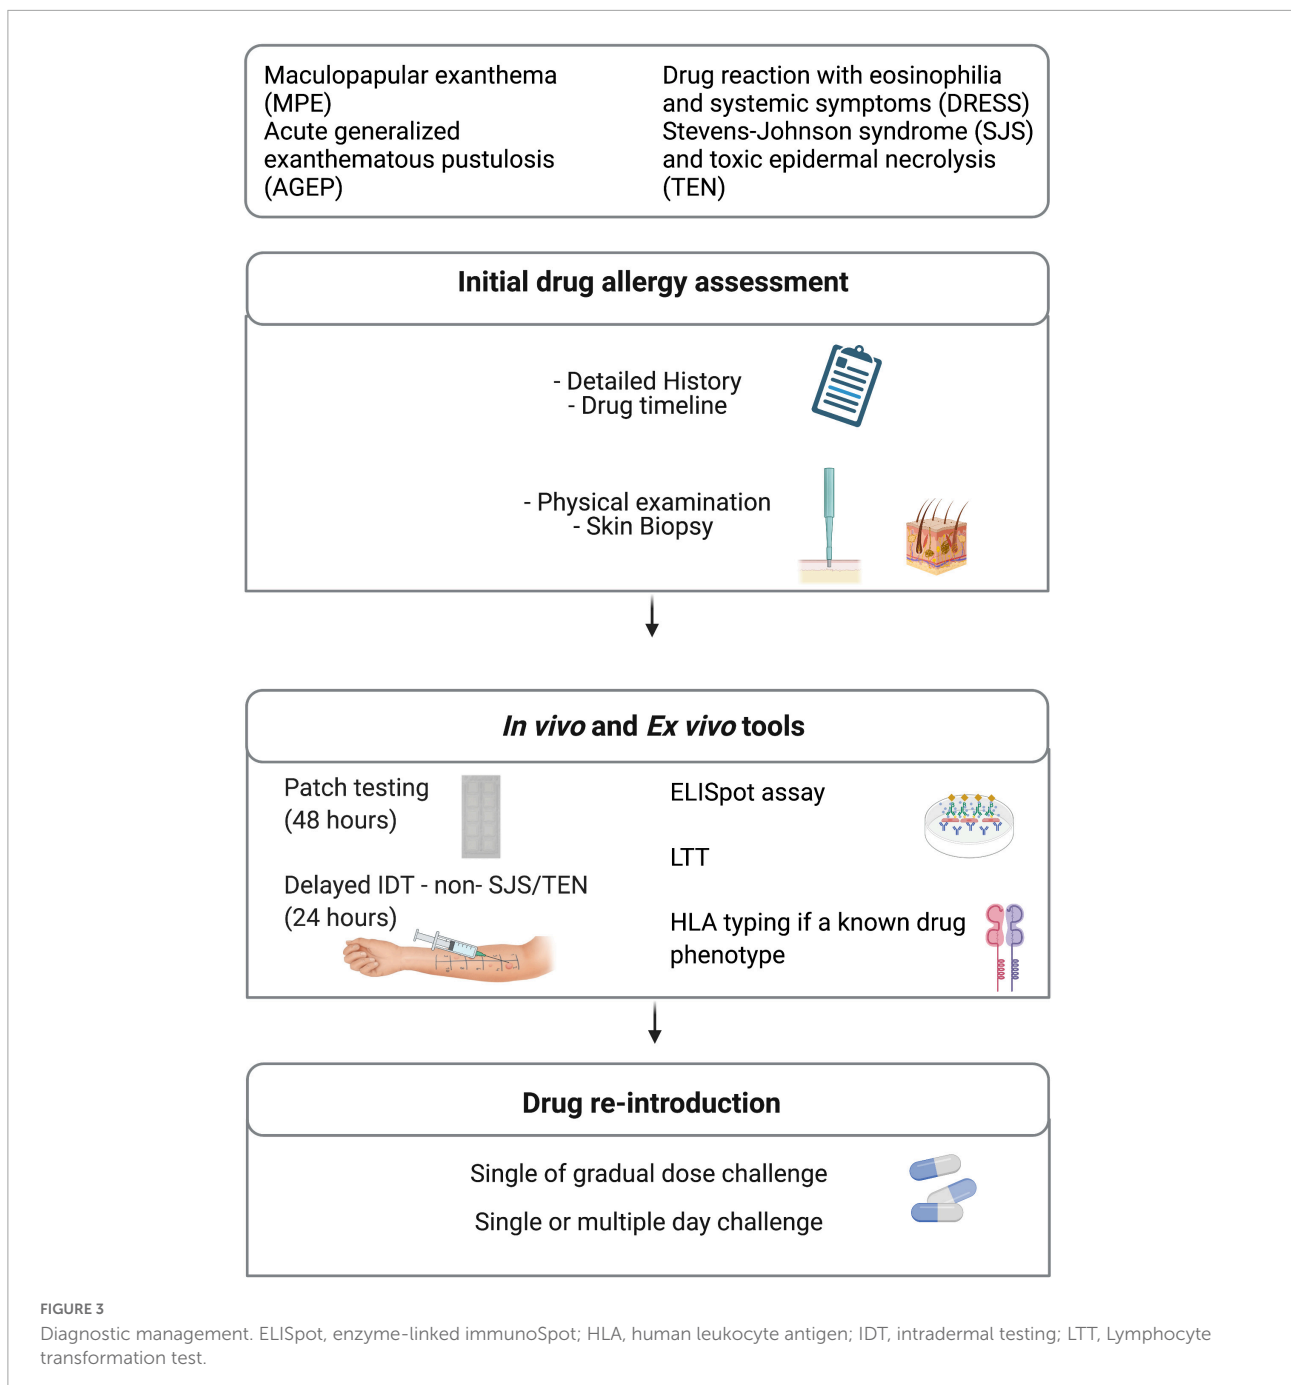 Maculopapular exanthema
(MPE)
Acute generalized
exanthematous pustulosis
(AGEP)
Drug reaction with eosinophilia
and systemic symptoms (DRESS)
Stevens-Johnson syndrome (SJS)
and toxic epidermal necrolysis
(TEN)
Initial drug allergy assessment
- Detailed History
- Drug timeline
- Physical examination
- Skin Biopsy
In vivo and Ex vivo tools
Patch testing
(48 hours)
Delayed IDT - non- SJS/TEN
(24 hours)
ELISpot assay
LTT
HLA typing if a known drug
phenotype
Drug re-introduction
Single of gradual dose challenge
Single or multiple day challenge
FIGURE 3
Diagnostic management. ELISpot, enzyme-linked immunoSpot; HLA, human leukocyte antigen; IDT, intradermal testing; LTT, Lymphocyte
transformation test.